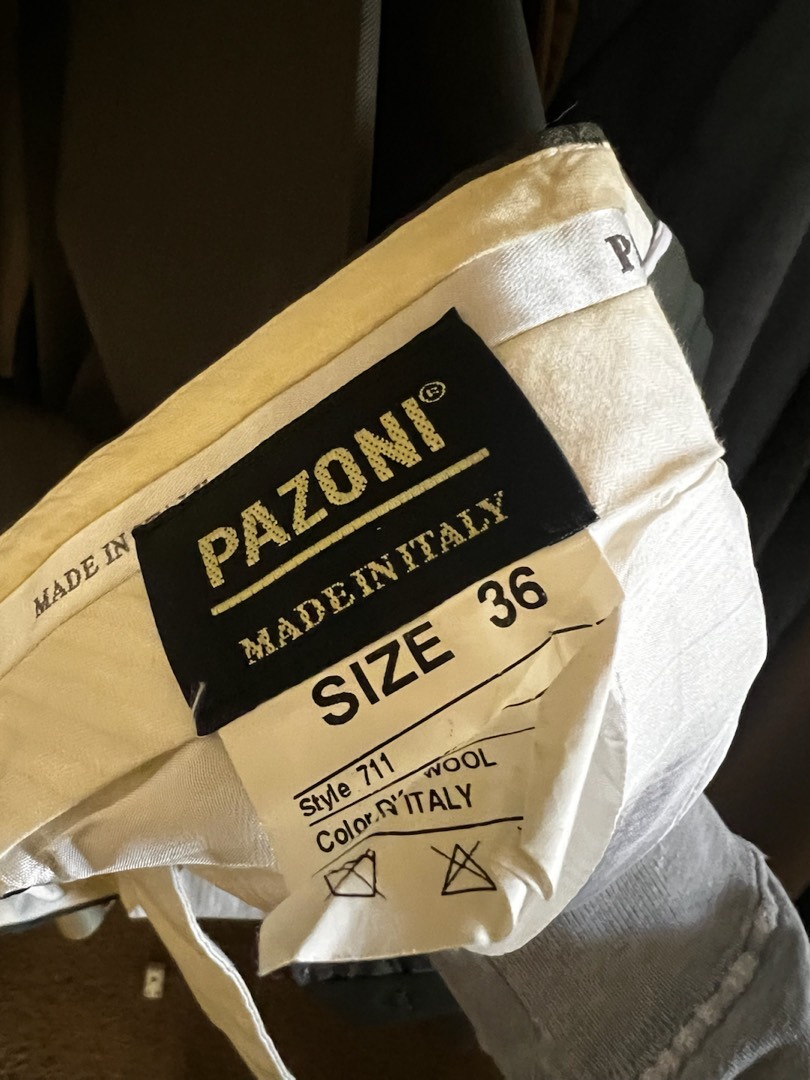 P
PAZONI®
MADE IN ITALY
MADE IN
SIZE 36
Style 711
WOOL
Color
ITALY